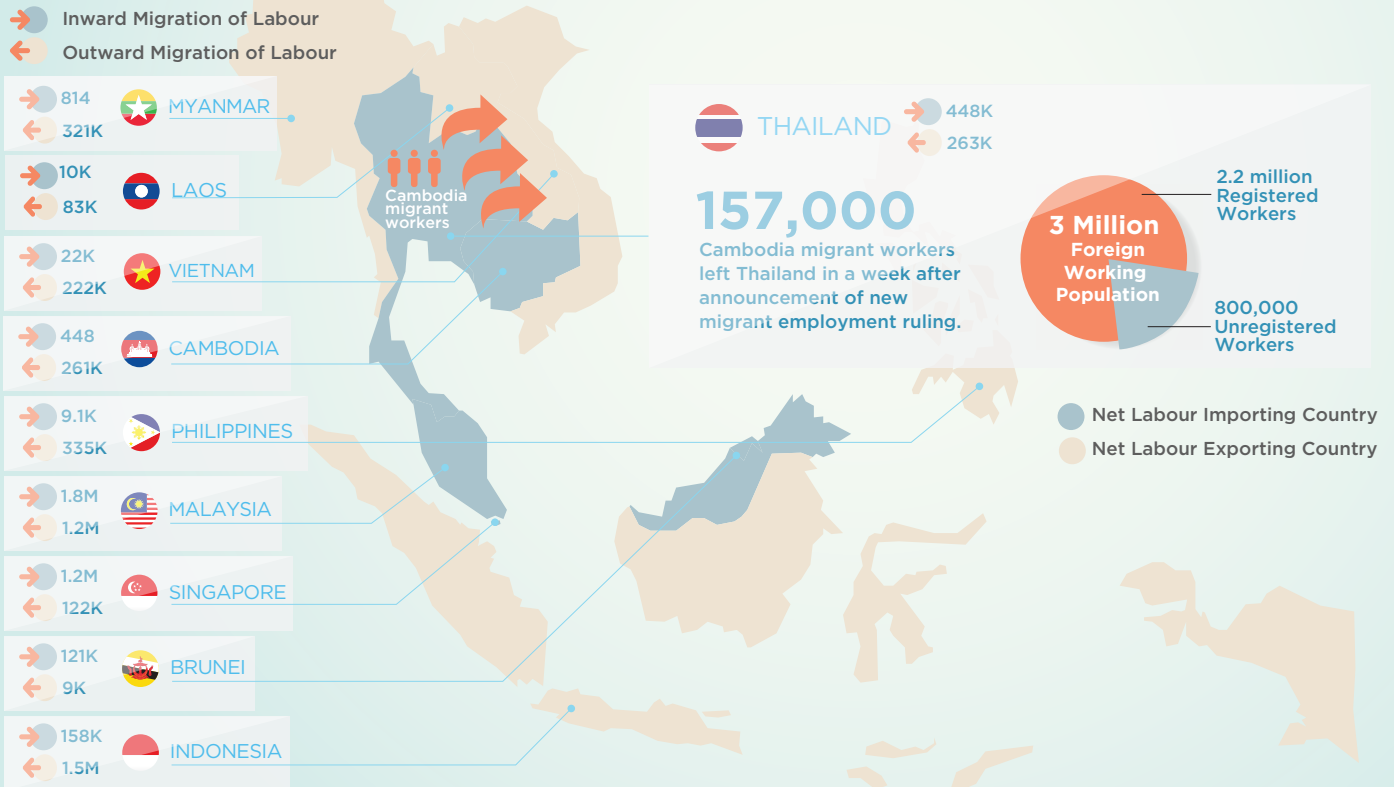 Inward Migration of Labour
Outward Migration of Labour
814
321K
MYANMAR
10K
83K
LAOS
22K
222K
VIETNAM
448
261K
CAMBODIA
9.1K
335K
PHILIPPINES
1.8M
1.2M
MALAYSIA
1.2M
122K
SINGAPORE
121K
9K
BRUNEI
158K
1.5M
INDONESIA
Cambodia
migrant
workers
THAILAND
448K
263K
157,000
Cambodia migrant workers
left Thailand in a week after
announcement of new
migrant employment ruling.
3 Million
Foreign
Working
Population
2.2 million
Registered
Workers
800,000
Unregistered
Workers
Net Labour Importing Country
Net Labour Exporting Country